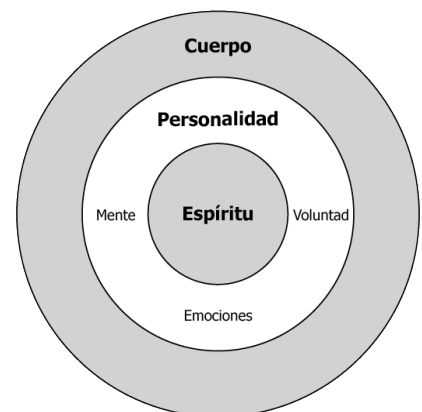 Cuerpo
Personalidad
Mente
Espíritu
Voluntad
Emociones